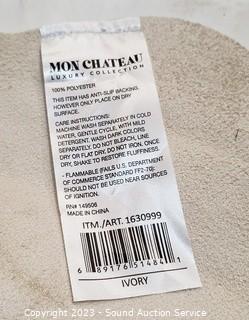 MON CHATEAU
LUXURY COLLECTION
100% POLYESTER
THIS ITEM HAS ANTI-SLIP BACKING,
HOWEVER ONLY PLACE ON DRY
SURFACE.
CARE INSTRUCTIONS:
MACHINE WASH SEPARATELY IN COLD
WATER, GENTLE CYCLE, WITH MILD
DETERGENT, WASH DARK COLORS
SEPARATELY. DO NOT BLEACH, LINE
DRY OR FLAT DRY, DO NOT IRON, ONCE
DRY, SHAKE TO RESTORE FLUFFINESS.
- FLAMMABLE (FAILS U.S. DEPARTMENT
OF COMMERCE STANDARD FF2-70):
SHOULD NOT BE USED NEAR SOURCES
OF IGNITION.
P/N# 149506
MADE IN CHINA
ITM./ART. 1630999
6 89176 51484 1
IVORY
Copyright 2023 - Sound Auction Service